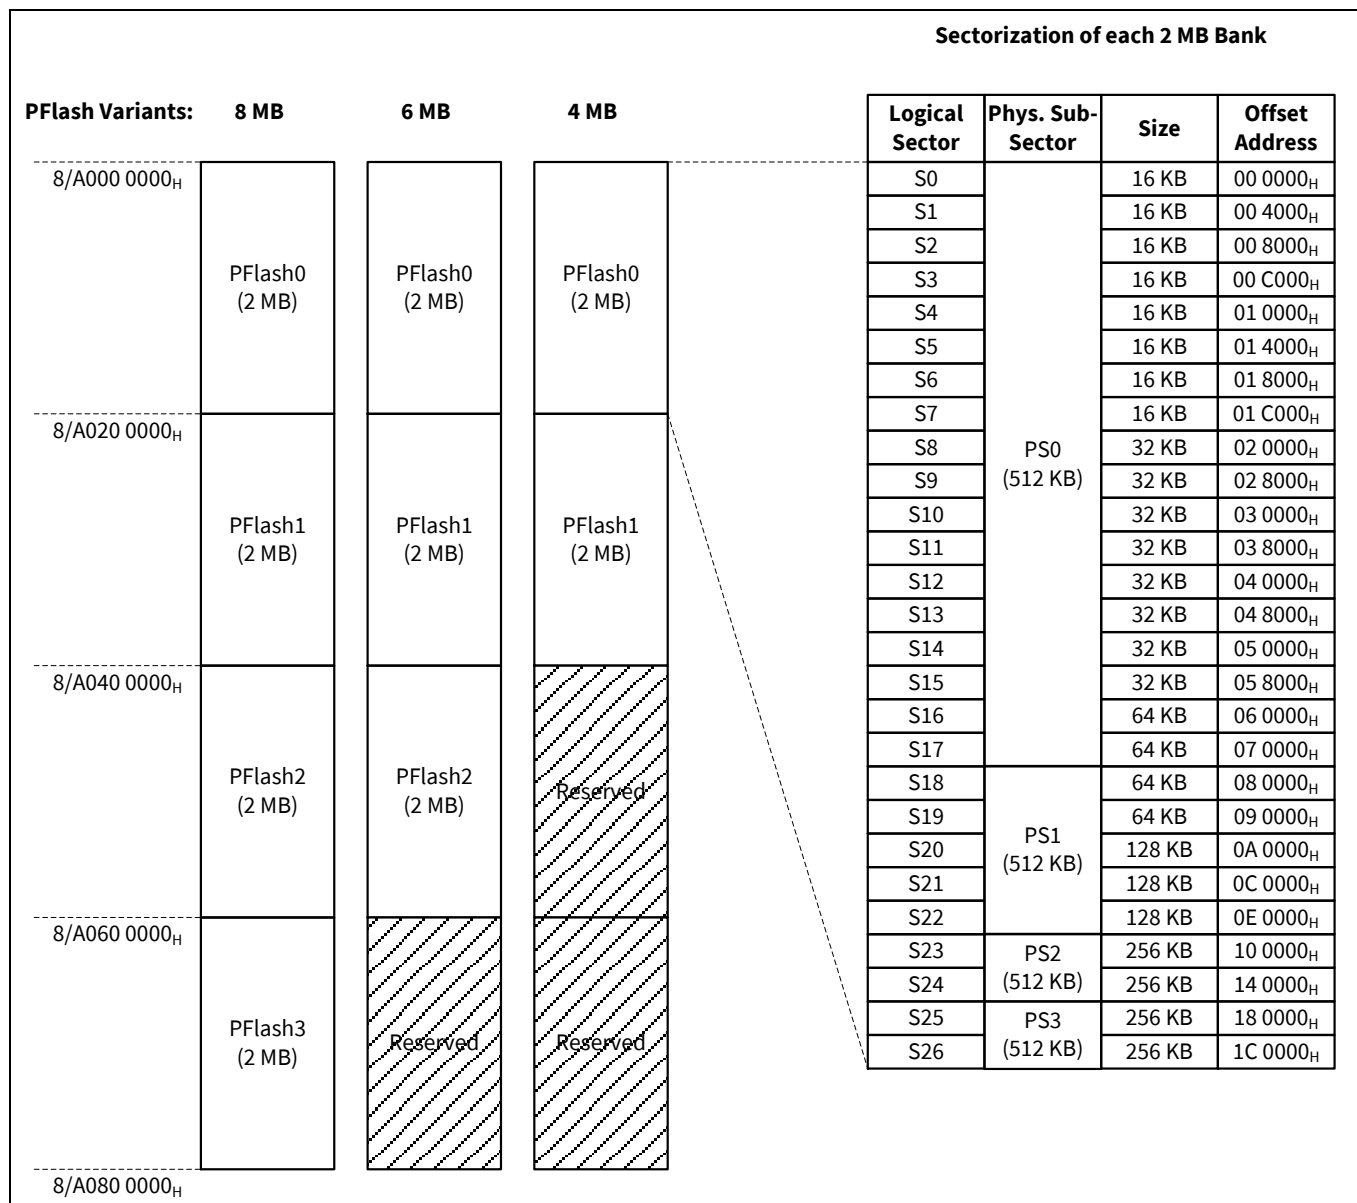 Sectorization of each 2 MB Bank
PFlash Variants: 8 MB 6 MB 4 MB
8/A000 0000H
PFlash0
(2 MB)
PFlash0
(2 MB)
PFlash0
(2 MB)
8/A020 0000H
PFlash1
(2 MB)
PFlash1
(2 MB)
PFlash1
(2 MB)
8/A040 0000H
PFlash2
(2 MB)
PFlash2
(2 MB)
Reserved
8/A060 0000H
PFlash3
(2 MB)
Reserved
Reserved
8/A080 0000H
Logical
Sector
Phys. Sub-
Sector
Size
Offset
Address
S0 16 KB 00 0000H
S1 16 KB 00 4000H
S2 16 KB 00 8000H
S3 16 KB 00 C000H
S4 16 KB 01 0000H
S5 16 KB 01 4000H
S6 16 KB 01 8000H
S7 16 KB 01 C000H
S8 PS0 32 KB 02 0000H
S9 (512 KB) 32 KB 02 8000H
S10 32 KB 03 0000H
S11 32 KB 03 8000H
S12 32 KB 04 0000H
S13 32 KB 04 8000H
S14 32 KB 05 0000H
S15 32 KB 05 8000H
S16 64 KB 06 0000H
S17 64 KB 07 0000H
S18 64 KB 08 0000H
S19 64 KB 09 0000H
PS1
(512 KB)
S20 128 KB 0A 0000H
S21 128 KB 0C 0000H
S22 128 KB 0E 0000H
S23 PS2 256 KB 10 0000H
S24 (512 KB) 256 KB 14 0000H
S25 PS3 256 KB 18 0000H
S26 (512 KB) 256 KB 1C 0000H